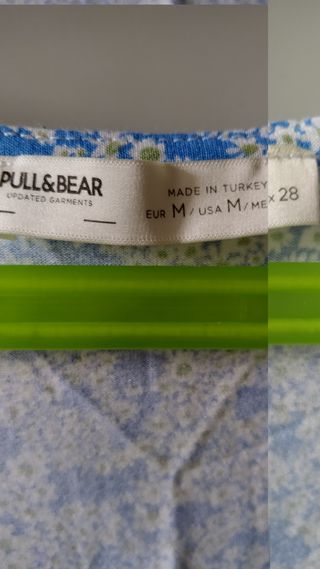 PULL&BEAR
UPDATED GARMENTS
MADE IN TURKEY
EUR M / USA M / MEX 28